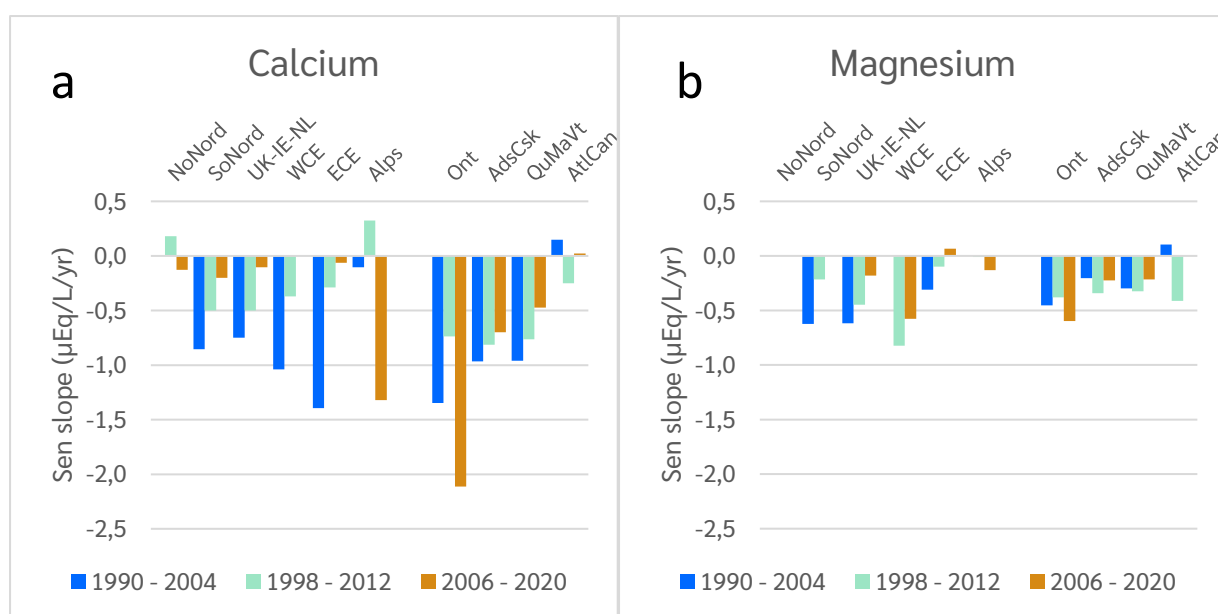 a
Calcium
NoNord
SoNord
UK-IE-NL
WCE
ECE
Alps
Ont
AdsCsk
QuMaVt
AtlCan
Sen slope (µEq/L/yr)
0,5
0,0
-0,5
-1,0
-1,5
-2,0
-2,5
1990 - 2004
1998 - 2012
2006 - 2020
b
Magnesium
NoNord
SoNord
UK-IE-NL
WCE
ECE
Alps
Ont
AdsCsk
QuMaVt
AtlCan
Sen slope (µEq/L/yr)
0,5
0,0
-0,5
-1,0
-1,5
-2,0
-2,5
1990 - 2004
1998 - 2012
2006 - 2020